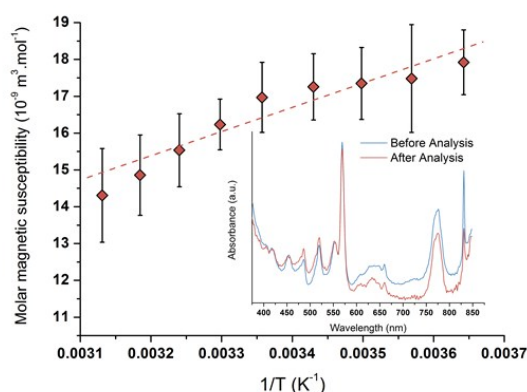 Molar magnetic susceptibility (10⁻⁹ m³.mol⁻¹)
19
18
17
16
15
14
13
12
11
0.0031 0.0032 0.0033 0.0034 0.0035 0.0036 0.0037
1/T (K⁻¹)
Before Analysis
After Analysis
Absorbance (a.u.)
400 450 500 550 600 650 700 750 800 850
Wavelength (nm)